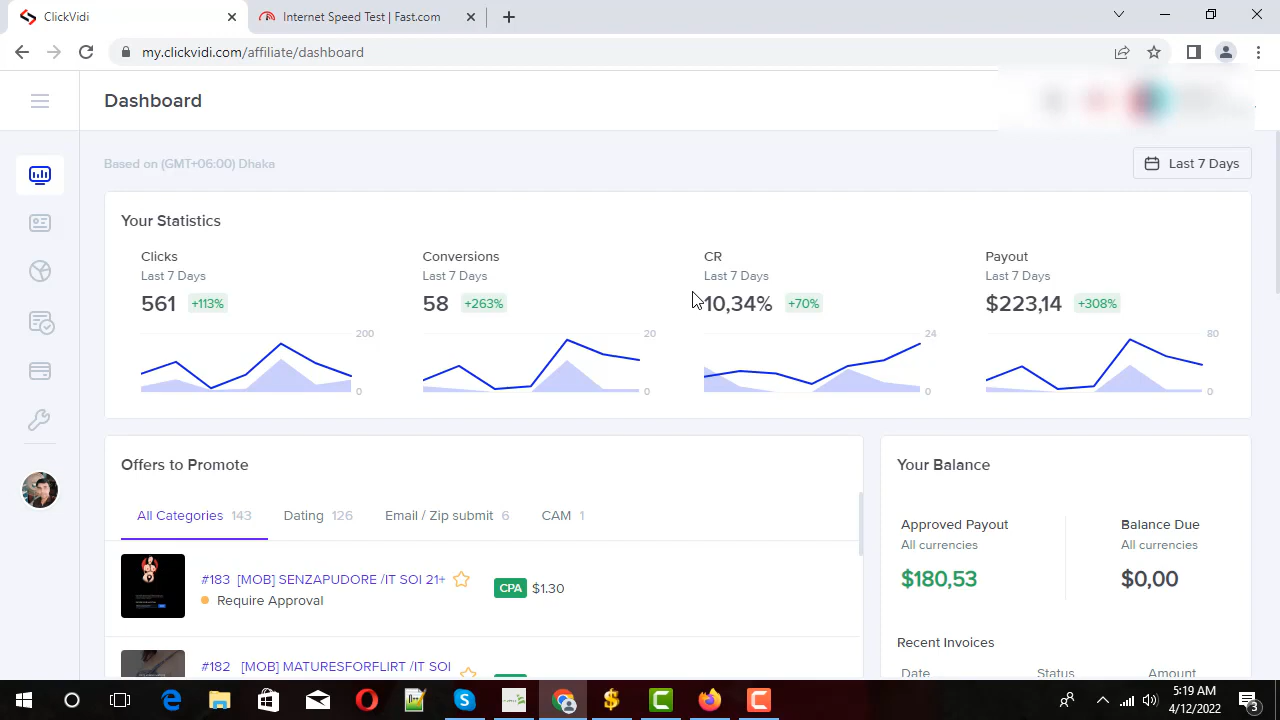 ClickVidi
Internet Speed Test | Fast.com
my.clickvidi.com/affiliate/dashboard
Dashboard
Based on (GMT+06:00) Dhaka
Last 7 Days
Your Statistics
Clicks
Last 7 Days
561 +113%
200
0
Conversions
Last 7 Days
58 +263%
20
0
CR
Last 7 Days
10,34% +70%
24
0
Payout
Last 7 Days
$223,14 +308%
80
0
Offers to Promote
All Categories 143 Dating 126 Email / Zip submit 6 CAM 1
#183 [MOB] SENZAPUDORE /IT SOI 21+
Require Approval
CPA $1.30
#182 [MOB] MATURESFORFLIRT /IT SOI
Your Balance
Approved Payout
All currencies
$180,53
Balance Due
All currencies
$0,00
Recent Invoices
Date Status Amount
5:19 AM
4/12/2022
3